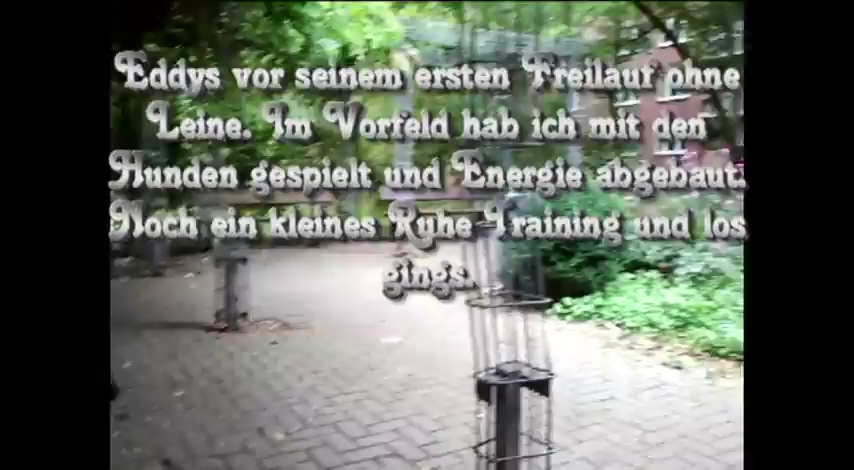 Eddys vor seinem ersten Freilauf ohne
Leine. Im Vorfeld hab ich mit den
Hunden gespielt und Energie abgebaut.
Noch ein kleines Ruhe Training und los
gings.